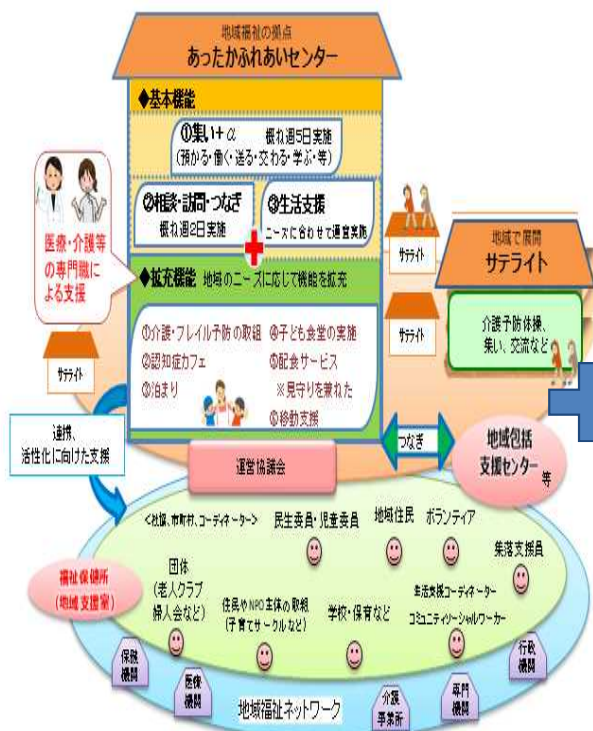 地域福祉の拠点
あったかふれあいセンター
◆基本機能
①集い+α 概ね週5日実施
(預かる・働く・送る・交わる・学ぶ・等)
②相談・訪問・つなぎ
概ね週2日実施
③生活支援
ニーズに合わせて運営実施
医療・介護等
の専門職に
よる支援
◆拡充機能 地域のニーズに応じて機能を拡充
①介護・フレイル予防の取組
②認知症カフェ
③泊まり
④子ども食堂の実施
⑤配食サービス
※見守りを兼ねた
⑥移動支援
サテライト
サテライト
サテライト
地域で展開
サテライト
介護予防体操、
集い、交流など
連携、
活性化に向けた支援
運営協議会
つなぎ
地域包括
支援センター
等
<社協、市町村、コーディネーター>
民生委員・児童委員
地域住民
ボランティア
集落支援員
福祉保健所
(地域支援室)
団体
(老人クラブ
婦人会など)
住民やNPO主体の取組
(子育てサークルなど)
学校・保育など
生活支援コーディネーター
コミュニティソーシャルワーカー
保険
機関
医療
機関
地域福祉ネットワーク
介護
事業所
専門
機関
行政
機関